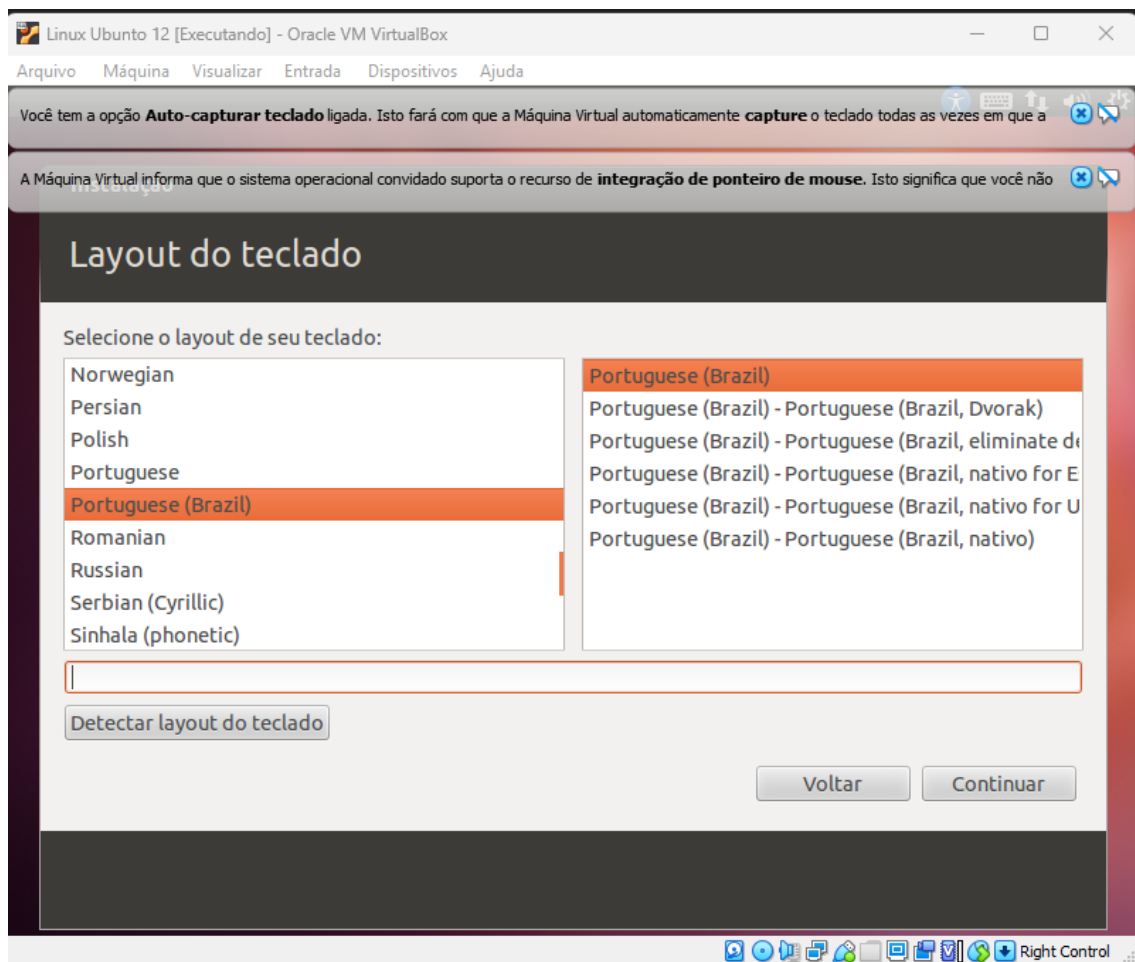 Linux Ubunto 12 [Executando] - Oracle VM VirtualBox
Arquivo Máquina Visualizar Entrada Dispositivos Ajuda
Você tem a opção Auto-capturar teclado ligada. Isto fará com que a Máquina Virtual automaticamente capture o teclado todas as vezes em que a
A Máquina Virtual informa que o sistema operacional convidado suporta o recurso de integração de ponteiro de mouse. Isto significa que você não
Instalação
Layout do teclado
Selecione o layout de seu teclado:
Norwegian
Persian
Polish
Portuguese
Portuguese (Brazil)
Romanian
Russian
Serbian (Cyrillic)
Sinhala (phonetic)
Portuguese (Brazil)
Portuguese (Brazil) - Portuguese (Brazil, Dvorak)
Portuguese (Brazil) - Portuguese (Brazil, eliminate de
Portuguese (Brazil) - Portuguese (Brazil, nativo for E
Portuguese (Brazil) - Portuguese (Brazil, nativo for U
Portuguese (Brazil) - Portuguese (Brazil, nativo)
Detectar layout do teclado
Voltar Continuar
Right Control